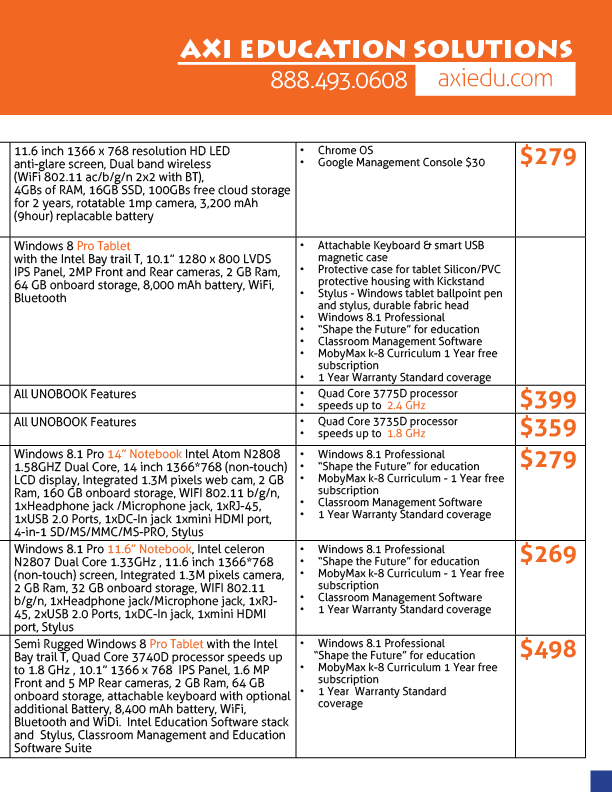 AXI EDUCATION SOLUTIONS
888.493.0608
axiedu.com
11.6 inch 1366 x 768 resolution HD LED
anti-glare screen, Dual band wireless
(WiFi 802.11 ac/b/g/n 2x2 with BT),
4GBs of RAM, 16GB SSD, 100GBs free cloud storage
for 2 years, rotatable 1mp camera, 3,200 mAh
(9hour) replacable battery
• Chrome OS
• Google Management Console $30
$279
Windows 8 Pro Tablet
with the Intel Bay trail T, 10.1“ 1280 x 800 LVDS
IPS Panel, 2MP Front and Rear cameras, 2 GB Ram,
64 GB onboard storage, 8,000 mAh battery, WiFi,
Bluetooth
• Attachable Keyboard & smart USB
magnetic case
• Protective case for tablet Silicon/PVC
protective housing with Kickstand
• Stylus - Windows tablet ballpoint pen
and stylus, durable fabric head
• Windows 8.1 Professional
• “Shape the Future” for education
• Classroom Management Software
• MobyMax k-8 Curriculum 1 Year free
subscription
• 1 Year Warranty Standard coverage
All UNOBOOK Features
• Quad Core 3775D processor
• speeds up to 2.4 GHz
$399
All UNOBOOK Features
• Quad Core 3735D processor
• speeds up to 1.8 GHz
$359
Windows 8.1 Pro 14“ Notebook Intel Atom N2808
1.58GHZ Dual Core, 14 inch 1366*768 (non-touch)
LCD display, Integrated 1.3M pixels web cam, 2 GB
Ram, 160 GB onboard storage, WIFI 802.11 b/g/n,
1xHeadphone jack /Microphone jack, 1xRJ-45,
1xUSB 2.0 Ports, 1xDC-In jack 1xmini HDMI port,
4-in-1 SD/MS/MMC/MS-PRO, Stylus
• Windows 8.1 Professional
• “Shape the Future” for education
• MobyMax k-8 Curriculum - 1 Year free
subscription
• Classroom Management Software
• 1 Year Warranty Standard coverage
$279
Windows 8.1 Pro 11.6“ Notebook, Intel celeron
N2807 Dual Core 1.33GHz , 11.6 inch 1366*768
(non-touch) screen, Integrated 1.3M pixels camera,
2 GB Ram, 32 GB onboard storage, WIFI 802.11
b/g/n, 1xHeadphone jack/Microphone jack, 1xRJ-
45, 2xUSB 2.0 Ports, 1xDC-In jack, 1xmini HDMI
port, Stylus
• Windows 8.1 Professional
• “Shape the Future” for education
• MobyMax k-8 Curriculum - 1 Year free
subscription
• Classroom Management Software
• 1 Year Warranty Standard coverage
$269
Semi Rugged Windows 8 Pro Tablet with the Intel
Bay trail T, Quad Core 3740D processor speeds up
to 1.8 GHz , 10.1“ 1366 x 768 IPS Panel, 1.6 MP
Front and 5 MP Rear cameras, 2 GB Ram, 64 GB
onboard storage, attachable keyboard with optional
additional Battery, 8,400 mAh battery, WiFi,
Bluetooth and WiDi. Intel Education Software stack
and Stylus, Classroom Management and Education
Software Suite
• Windows 8.1 Professional
• “Shape the Future” for education
• MobyMax k-8 Curriculum 1 Year free
subscription
• 1 Year Warranty Standard
coverage
$498